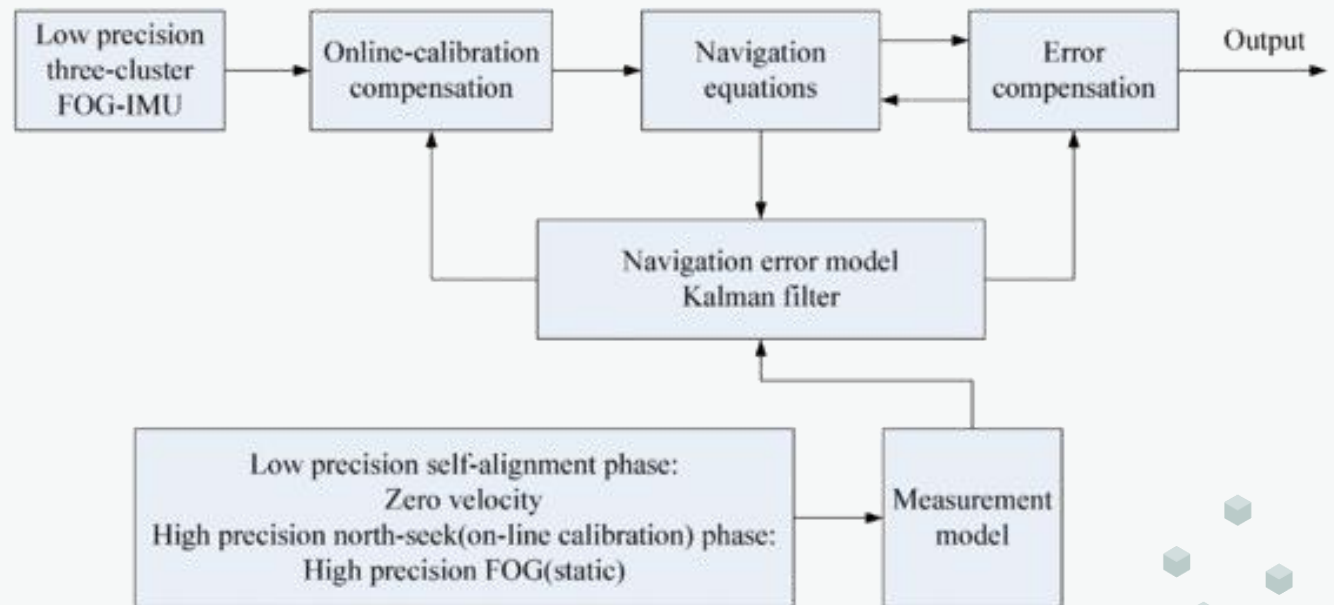 Low precision
three-cluster
FOG-IMU
Online-calibration
compensation
Navigation
equations
Error
compensation
Output
Navigation error model
Kalman filter
Low precision self-alignment phase:
Zero velocity
High precision north-seek(on-line calibration) phase:
High precision FOG(static)
Measurement
model